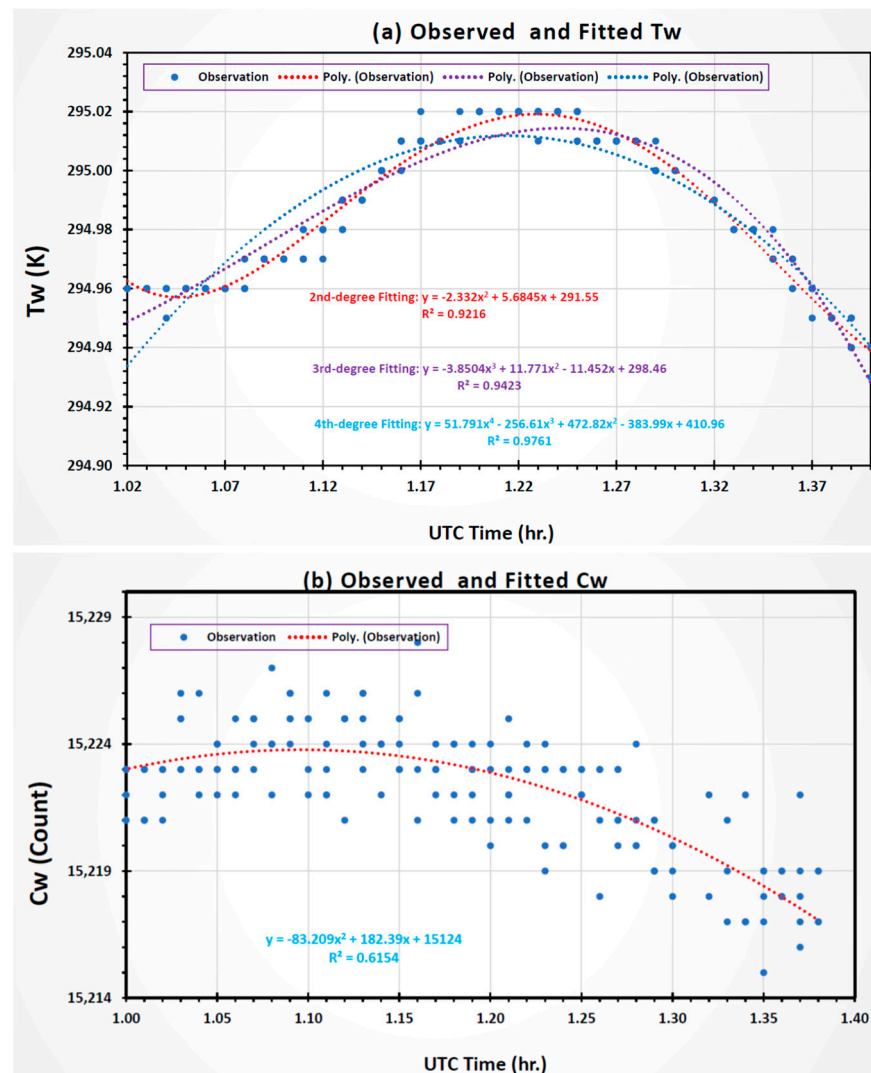 (a) Observed and Fitted Tw
295.04
Observation Poly. (Observation) Poly. (Observation) Poly. (Observation)
295.02
295.00
294.98
294.96
294.94
294.92
294.90
Tw (K)
2nd-degree Fitting: y = -2.332x² + 5.6845x + 291.55
R² = 0.9216
3rd-degree Fitting: y = -3.8504x³ + 11.771x² - 11.452x + 298.46
R² = 0.9423
4th-degree Fitting: y = 51.791x⁴ - 256.61x³ + 472.82x² - 383.99x + 410.96
R² = 0.9761
1.02 1.07 1.12 1.17 1.22 1.27 1.32 1.37
UTC Time (hr.)
(b) Observed and Fitted Cw
15,229
Observation Poly. (Observation)
15,224
15,219
15,214
Cw (Count)
y = -83.209x² + 182.39x + 15124
R² = 0.6154
1.00 1.05 1.10 1.15 1.20 1.25 1.30 1.35 1.40
UTC Time (hr.)